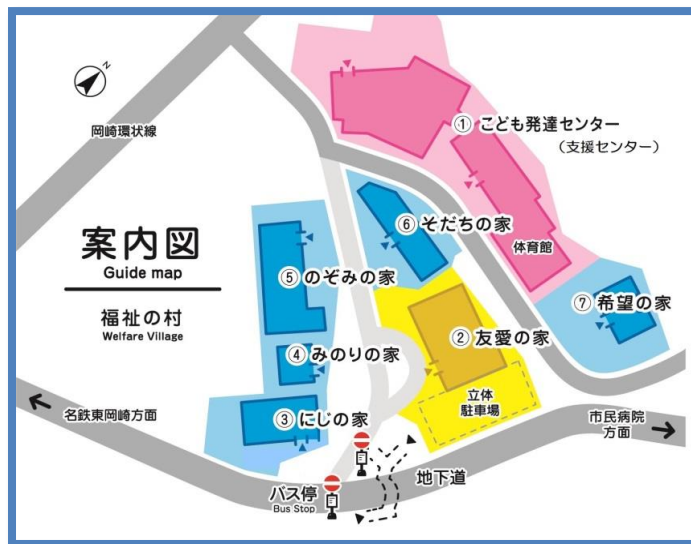 N
岡崎環状線
案内図
Guide map
福祉の村
Welfare Village
① こども発達センター
(支援センター)
体育館
⑥ そだちの家
⑤ のぞみの家
⑦ 希望の家
② 友愛の家
④ みのりの家
③ にじの家
立体
駐車場
名鉄東岡崎方面
市民病院
方面
地下道
バス停
Bus Stop